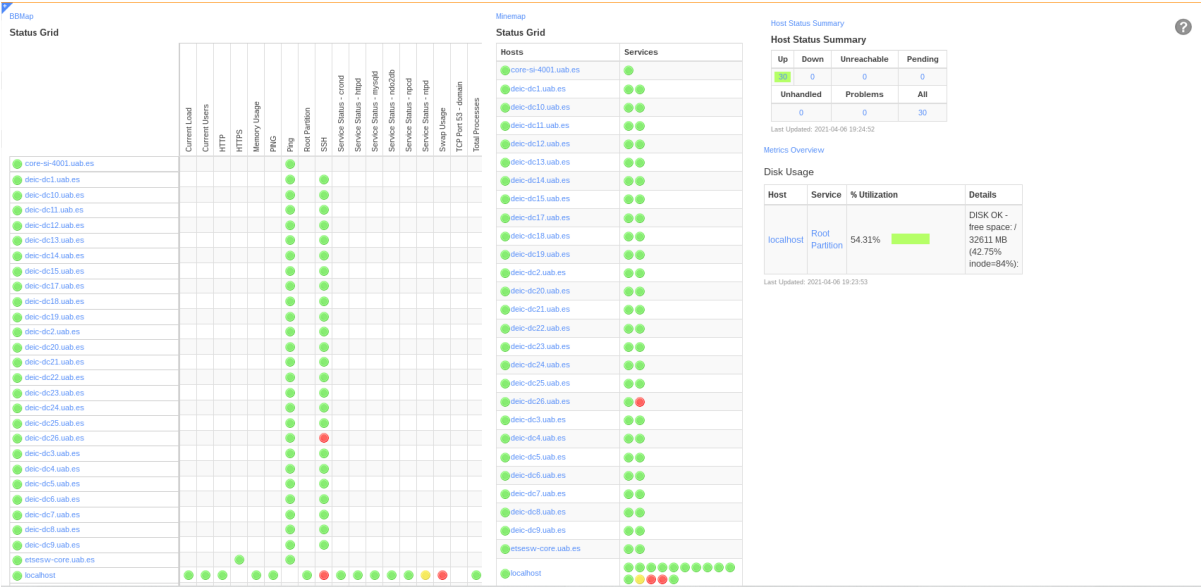 BBMap
Status Grid
Current Load
Current Users
HTTP
HTTPS
Memory Usage
PING
Ping
Root Partition
SSH
Service Status - crond
Service Status - httpd
Service Status - mysqld
Service Status - ndo2db
Service Status - npcd
Service Status - ntpd
Swap Usage
TCP Port 53 - domain
Total Processes
core-si-4001.uab.es
deic-dc1.uab.es
deic-dc10.uab.es
deic-dc11.uab.es
deic-dc12.uab.es
deic-dc13.uab.es
deic-dc14.uab.es
deic-dc15.uab.es
deic-dc17.uab.es
deic-dc18.uab.es
deic-dc19.uab.es
deic-dc2.uab.es
deic-dc20.uab.es
deic-dc21.uab.es
deic-dc22.uab.es
deic-dc23.uab.es
deic-dc24.uab.es
deic-dc25.uab.es
deic-dc26.uab.es
deic-dc3.uab.es
deic-dc4.uab.es
deic-dc5.uab.es
deic-dc6.uab.es
deic-dc7.uab.es
deic-dc8.uab.es
deic-dc9.uab.es
etsesw-core.uab.es
localhost
Minemap
Status Grid
Hosts Services
core-si-4001.uab.es
deic-dc1.uab.es
deic-dc10.uab.es
deic-dc11.uab.es
deic-dc12.uab.es
deic-dc13.uab.es
deic-dc14.uab.es
deic-dc15.uab.es
deic-dc17.uab.es
deic-dc18.uab.es
deic-dc19.uab.es
deic-dc2.uab.es
deic-dc20.uab.es
deic-dc21.uab.es
deic-dc22.uab.es
deic-dc23.uab.es
deic-dc24.uab.es
deic-dc25.uab.es
deic-dc26.uab.es
deic-dc3.uab.es
deic-dc4.uab.es
deic-dc5.uab.es
deic-dc6.uab.es
deic-dc7.uab.es
deic-dc8.uab.es
deic-dc9.uab.es
etsesw-core.uab.es
localhost
Host Status Summary
Host Status Summary
Up Down Unreachable Pending
30 0 0 0
Unhandled Problems All
0 0 30
Last Updated: 2021-04-06 19:24:52
Metrics Overview
Disk Usage
Host Service % Utilization Details
localhost Root Partition 54.31%
DISK OK -
free space: /
32611 MB
(42.75%
inode=84%):
Last Updated: 2021-04-06 19:23:53
?